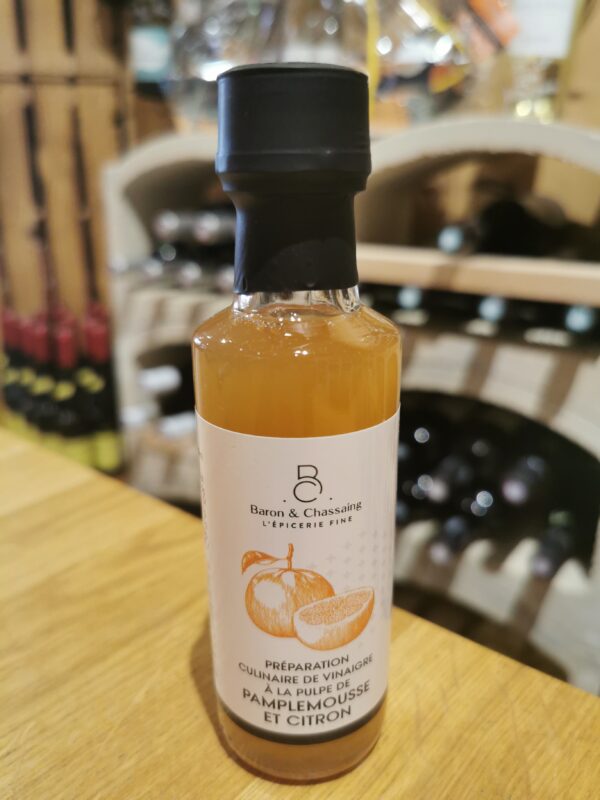 BC
Baron & Chassaing
L'ÉPICERIE FINE
PRÉPARATION
CULINAIRE DE VINAIGRE
À LA PULPE DE
PAMPLEMOUSSE
ET CITRON